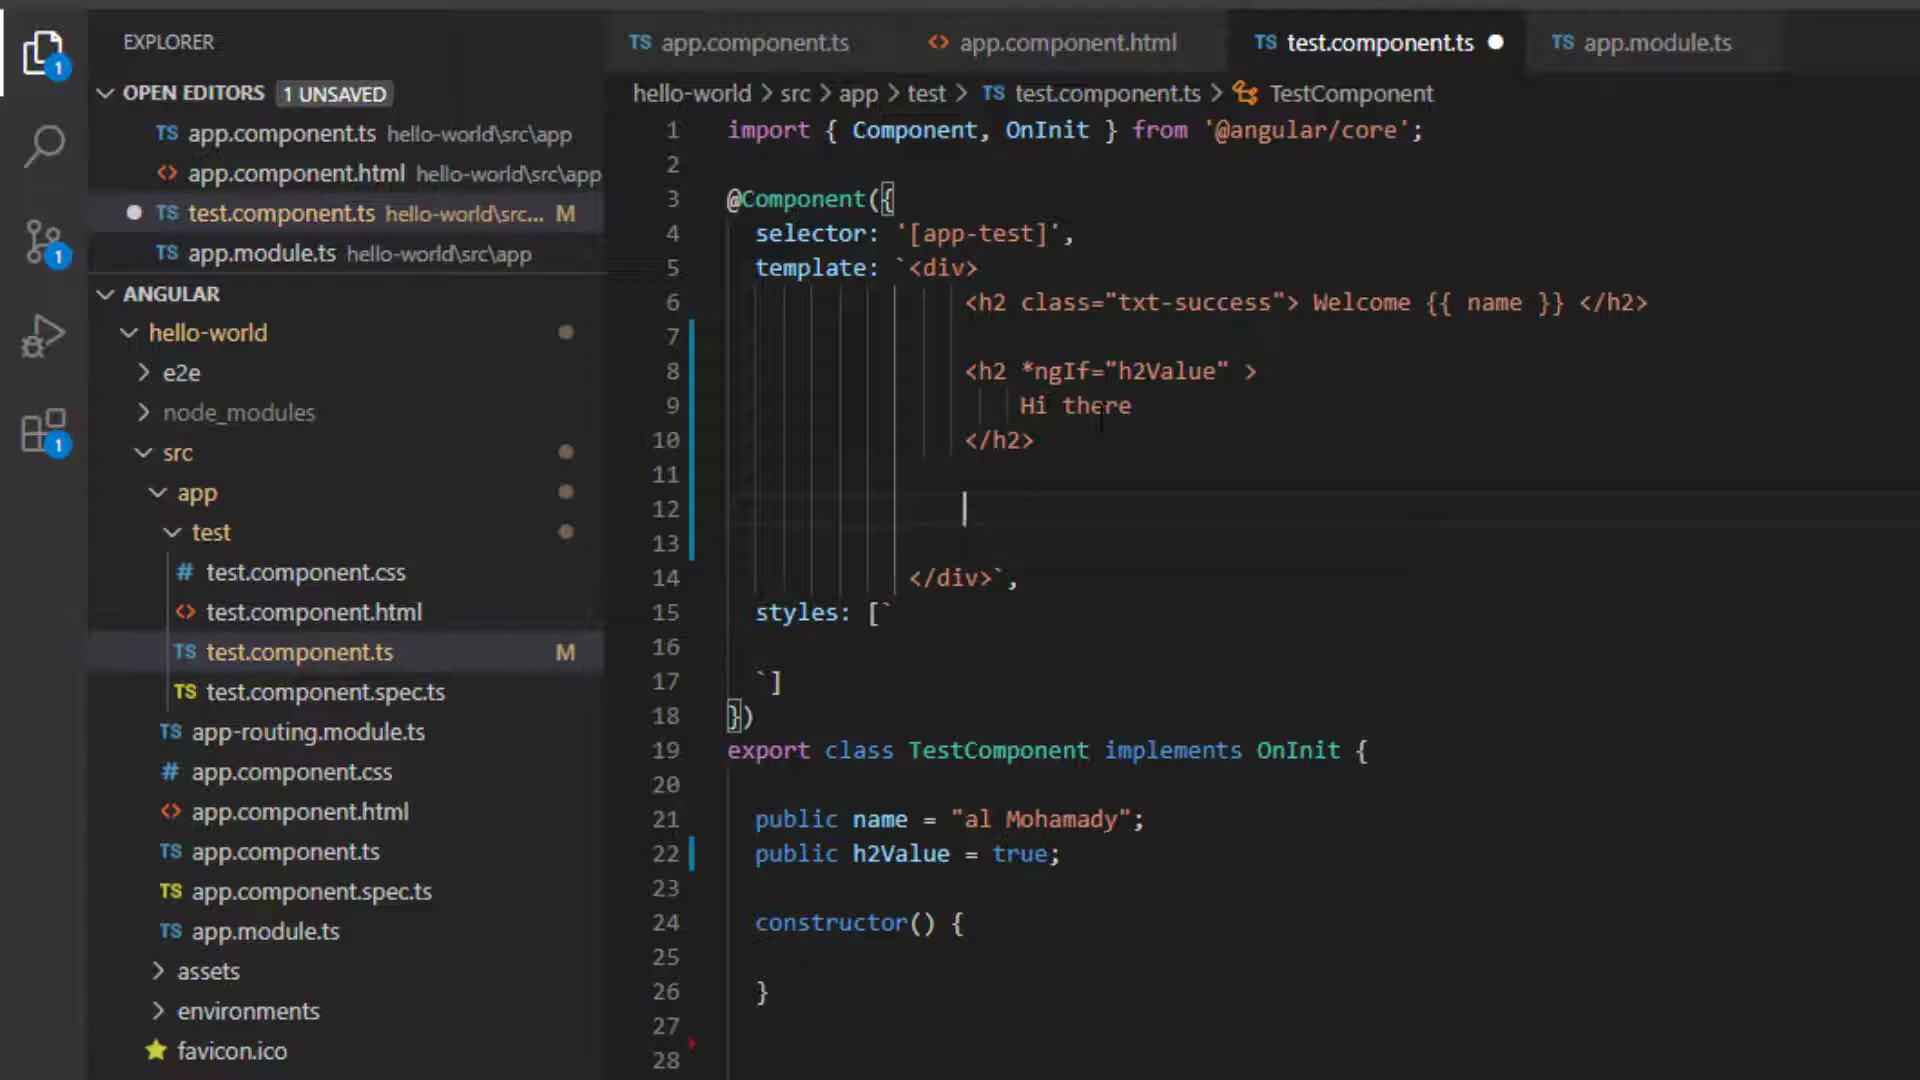 EXPLORER
OPEN EDITORS 1 UNSAVED
TS app.component.ts hello-world\src\app
<> app.component.html hello-world\src\app
TS test.component.ts hello-world\src... M
TS app.module.ts hello-world\src\app
ANGULAR
hello-world
e2e
node_modules
src
app
test
# test.component.css
<> test.component.html
TS test.component.ts M
TS test.component.spec.ts
TS app-routing.module.ts
# app.component.css
<> app.component.html
TS app.component.ts
TS app.component.spec.ts
TS app.module.ts
assets
environments
favicon.ico
1
1
1
TS app.component.ts <> app.component.html TS test.component.ts TS app.module.ts
hello-world > src > app > test > TS test.component.ts > TestComponent
1 import { Component, OnInit } from '@angular/core';
2
3 @Component({
4 selector: '[app-test]',
5 template: `<div>
6 <h2 class="txt-success"> Welcome {{ name }} </h2>
7
8 <h2 *ngIf="h2Value" >
9 Hi there
10 </h2>
11
12
13
14 </div>`,
15 styles: [`
16
17 `]
18 })
19 export class TestComponent implements OnInit {
20
21 public name = "al Mohamady";
22 public h2Value = true;
23
24 constructor() {
25
26 }
27
28